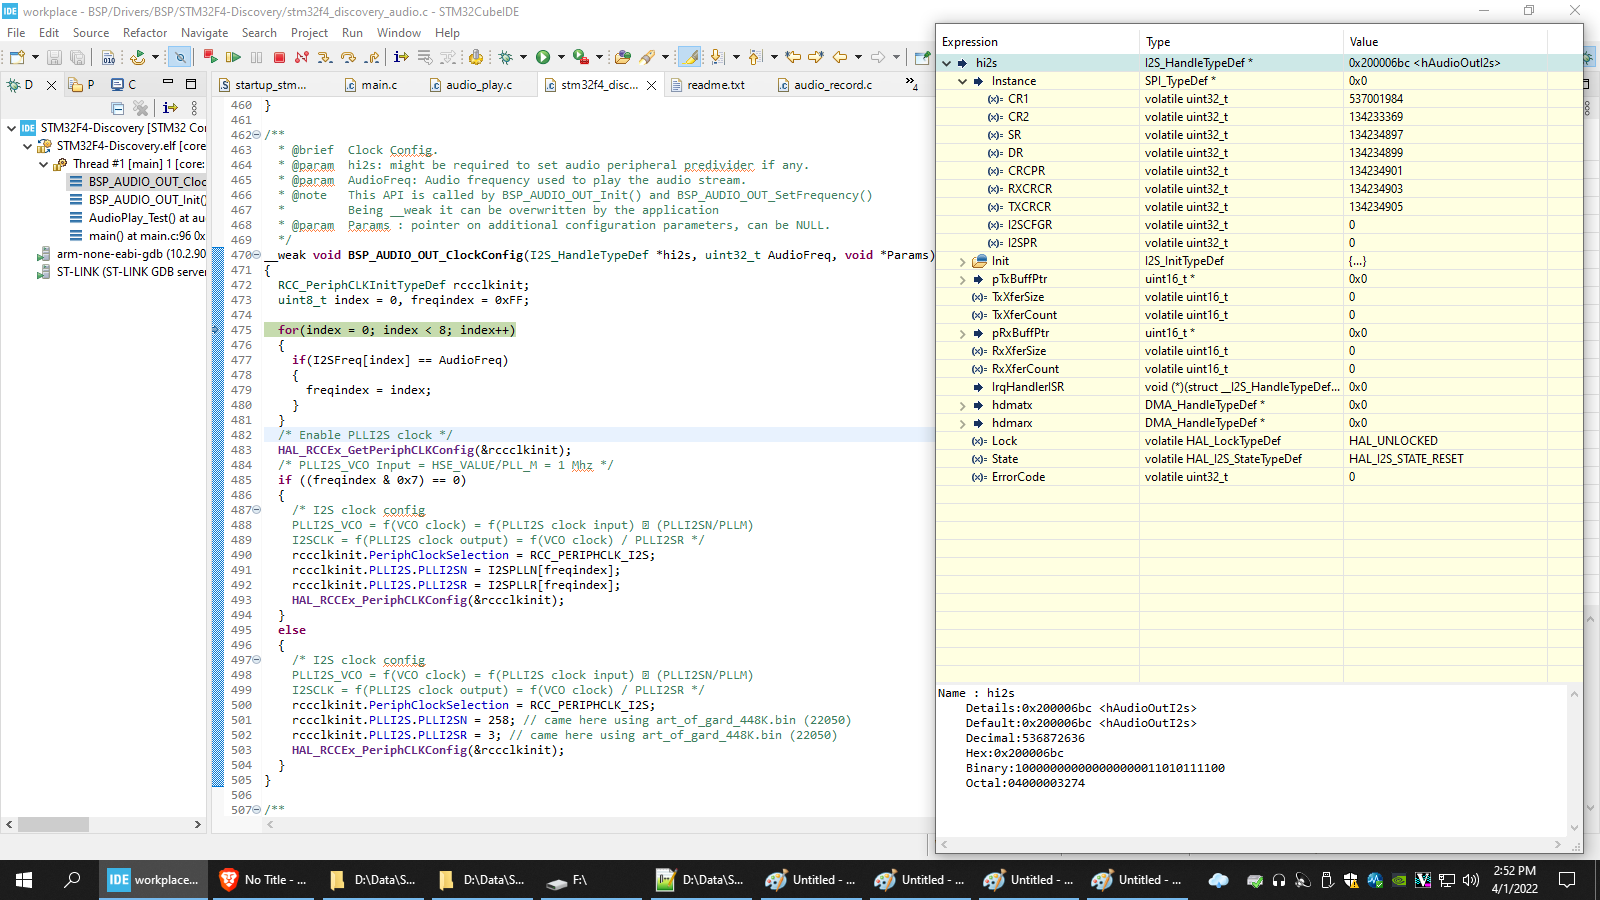 IDE workplace - BSP/Drivers/BSP/STM32F4-Discovery/stm32f4_discovery_audio.c - STM32CubeIDE
File Edit Source Refactor Navigate Search Project Run Window Help
D P C
startup_stm... main.c audio_play.c stm32f4_disc... readme.txt audio_record.c »4
IDE STM32F4-Discovery [STM32 Co
STM32F4-Discovery.elf [core
Thread #1 [main] 1 [core:
BSP_AUDIO_OUT_Cloc
BSP_AUDIO_OUT_Init()
AudioPlay_Test() at au
main() at main.c:96 0x
arm-none-eabi-gdb (10.2.90
ST-LINK (ST-LINK GDB server
460 }
461
462 /**
463 * @brief  Clock Config.
464 * @param  hi2s: might be required to set audio peripheral predivider if any.
465 * @param  AudioFreq: Audio frequency used to play the audio stream.
466 * @note   This API is called by BSP_AUDIO_OUT_Init() and BSP_AUDIO_OUT_SetFrequency()
467 *         Being __weak it can be overwritten by the application
468 * @param  Params : pointer on additional configuration parameters, can be NULL.
469 */
470 __weak void BSP_AUDIO_OUT_ClockConfig(I2S_HandleTypeDef *hi2s, uint32_t AudioFreq, void *Params)
471 {
472 RCC_PeriphCLKInitTypeDef rccclkinit;
473 uint8_t index = 0, freqindex = 0xFF;
474
475 for(index = 0; index < 8; index++)
476 {
477 if(I2SFreq[index] == AudioFreq)
478 {
479 freqindex = index;
480 }
481 }
482 /* Enable PLLI2S clock */
483 HAL_RCCEx_GetPeriphCLKConfig(&rccclkinit);
484 /* PLLI2S_VCO Input = HSE_VALUE/PLL_M = 1 Mhz */
485 if ((freqindex & 0x7) == 0)
486 {
487 /* I2S clock config
488 PLLI2S_VCO = f(VCO clock) = f(PLLI2S clock input) (PLLI2SN/PLLM)
489 I2SCLK = f(PLLI2S clock output) = f(VCO clock) / PLLI2SR */
490 rccclkinit.PeriphClockSelection = RCC_PERIPHCLK_I2S;
491 rccclkinit.PLLI2S.PLLI2SN = I2SPLLN[freqindex];
492 rccclkinit.PLLI2S.PLLI2SR = I2SPLLR[freqindex];
493 HAL_RCCEx_PeriphCLKConfig(&rccclkinit);
494 }
495 else
496 {
497 /* I2S clock config
498 PLLI2S_VCO = f(VCO clock) = f(PLLI2S clock input) (PLLI2SN/PLLM)
499 I2SCLK = f(PLLI2S clock output) = f(VCO clock) / PLLI2SR */
500 rccclkinit.PeriphClockSelection = RCC_PERIPHCLK_I2S;
501 rccclkinit.PLLI2S.PLLI2SN = 258; // came here using art_of_gard_448K.bin (22050)
502 rccclkinit.PLLI2S.PLLI2SR = 3; // came here using art_of_gard_448K.bin (22050)
503 HAL_RCCEx_PeriphCLKConfig(&rccclkinit);
504 }
505 }
506
507 /**
Expression Type Value
hi2s I2S_HandleTypeDef * 0x200006bc <hAudioOutI2s>
Instance SPI_TypeDef * 0x0
(x)= CR1 volatile uint32_t 537001984
(x)= CR2 volatile uint32_t 134233369
(x)= SR volatile uint32_t 134234897
(x)= DR volatile uint32_t 134234899
(x)= CRCPR volatile uint32_t 134234901
(x)= RXCRCR volatile uint32_t 134234903
(x)= TXCRCR volatile uint32_t 134234905
(x)= I2SCFGR volatile uint32_t 0
(x)= I2SPR volatile uint32_t 0
Init I2S_InitTypeDef {...}
pTxBuffPtr uint16_t * 0x0
(x)= TxXferSize volatile uint16_t 0
(x)= TxXferCount volatile uint16_t 0
pRxBuffPtr uint16_t * 0x0
(x)= RxXferSize volatile uint16_t 0
(x)= RxXferCount volatile uint16_t 0
IrqHandlerISR void (*)(struct __I2S_HandleTypeDef... 0x0
hdmatx DMA_HandleTypeDef * 0x0
hdmarx DMA_HandleTypeDef * 0x0
(x)= Lock volatile HAL_LockTypeDef HAL_UNLOCKED
(x)= State volatile HAL_I2S_StateTypeDef HAL_I2S_STATE_RESET
(x)= ErrorCode volatile uint32_t 0
Name : hi2s
Details:0x200006bc <hAudioOutI2s>
Default:0x200006bc <hAudioOutI2s>
Decimal:536872636
Hex:0x200006bc
Binary:100000000000000000011010111100
Octal:04000003274
IDE workplace... No Title - ... D:\Data\S... D:\Data\S... F:\ D:\Data\S... Untitled - ... Untitled - ... Untitled - ... Untitled - ... 2:52 PM
4/1/2022